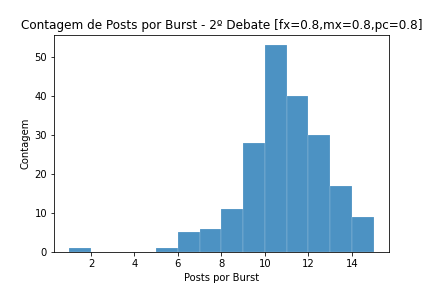 Contagem de Posts por Burst - 2º Debate [fx=0.8,mx=0.8,pc=0.8]
Contagem
50
40
30
20
10
0
2 4 6 8 10 12 14
Posts por Burst